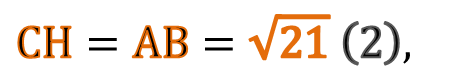 CH = AB = √21 (2),